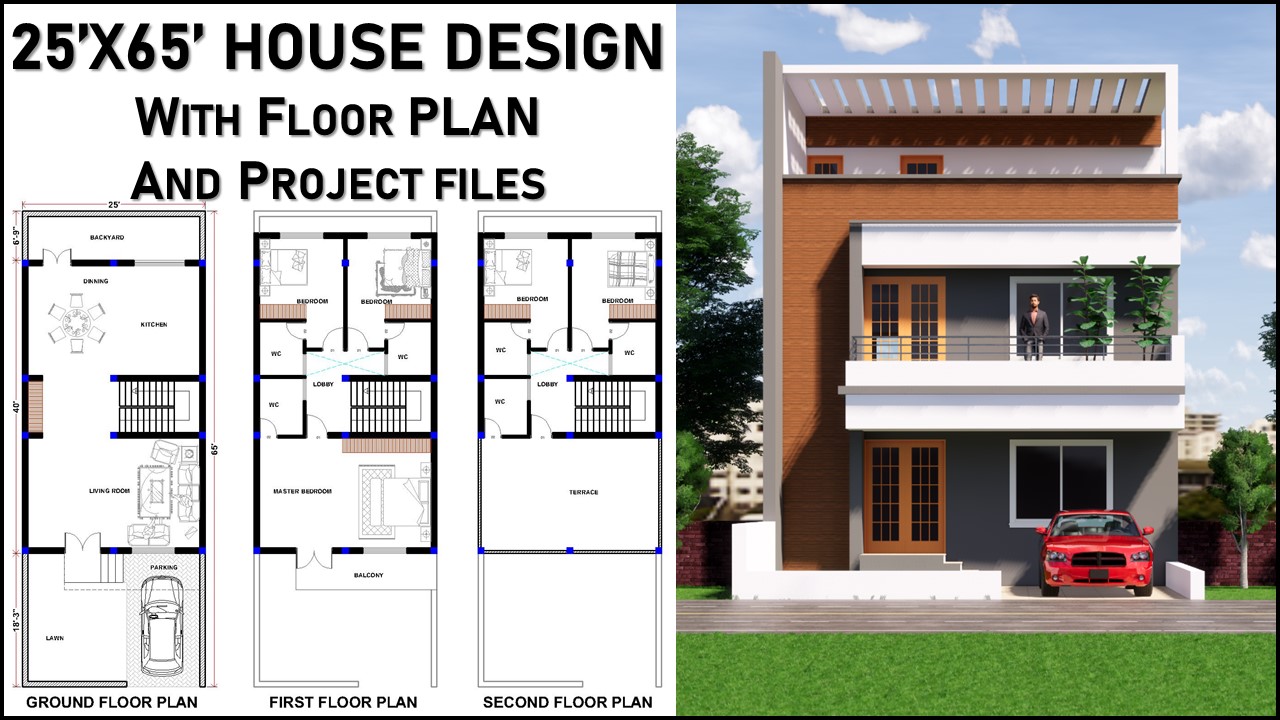 25'X65' HOUSE DESIGN
WITH FLOOR PLAN
AND PROJECT FILES
25'
6'-9"
BACKYARD
DINNING
KITCHEN
40'
65'
LIVING ROOM
PARKING
18'-3"
LAWN
GROUND FLOOR PLAN
BEDROOM
BEDROOM
WC
WC
LOBBY
WC
MASTER BEDROOM
BALCONY
FIRST FLOOR PLAN
BEDROOM
BEDROOM
WC
WC
LOBBY
WC
TERRACE
SECOND FLOOR PLAN